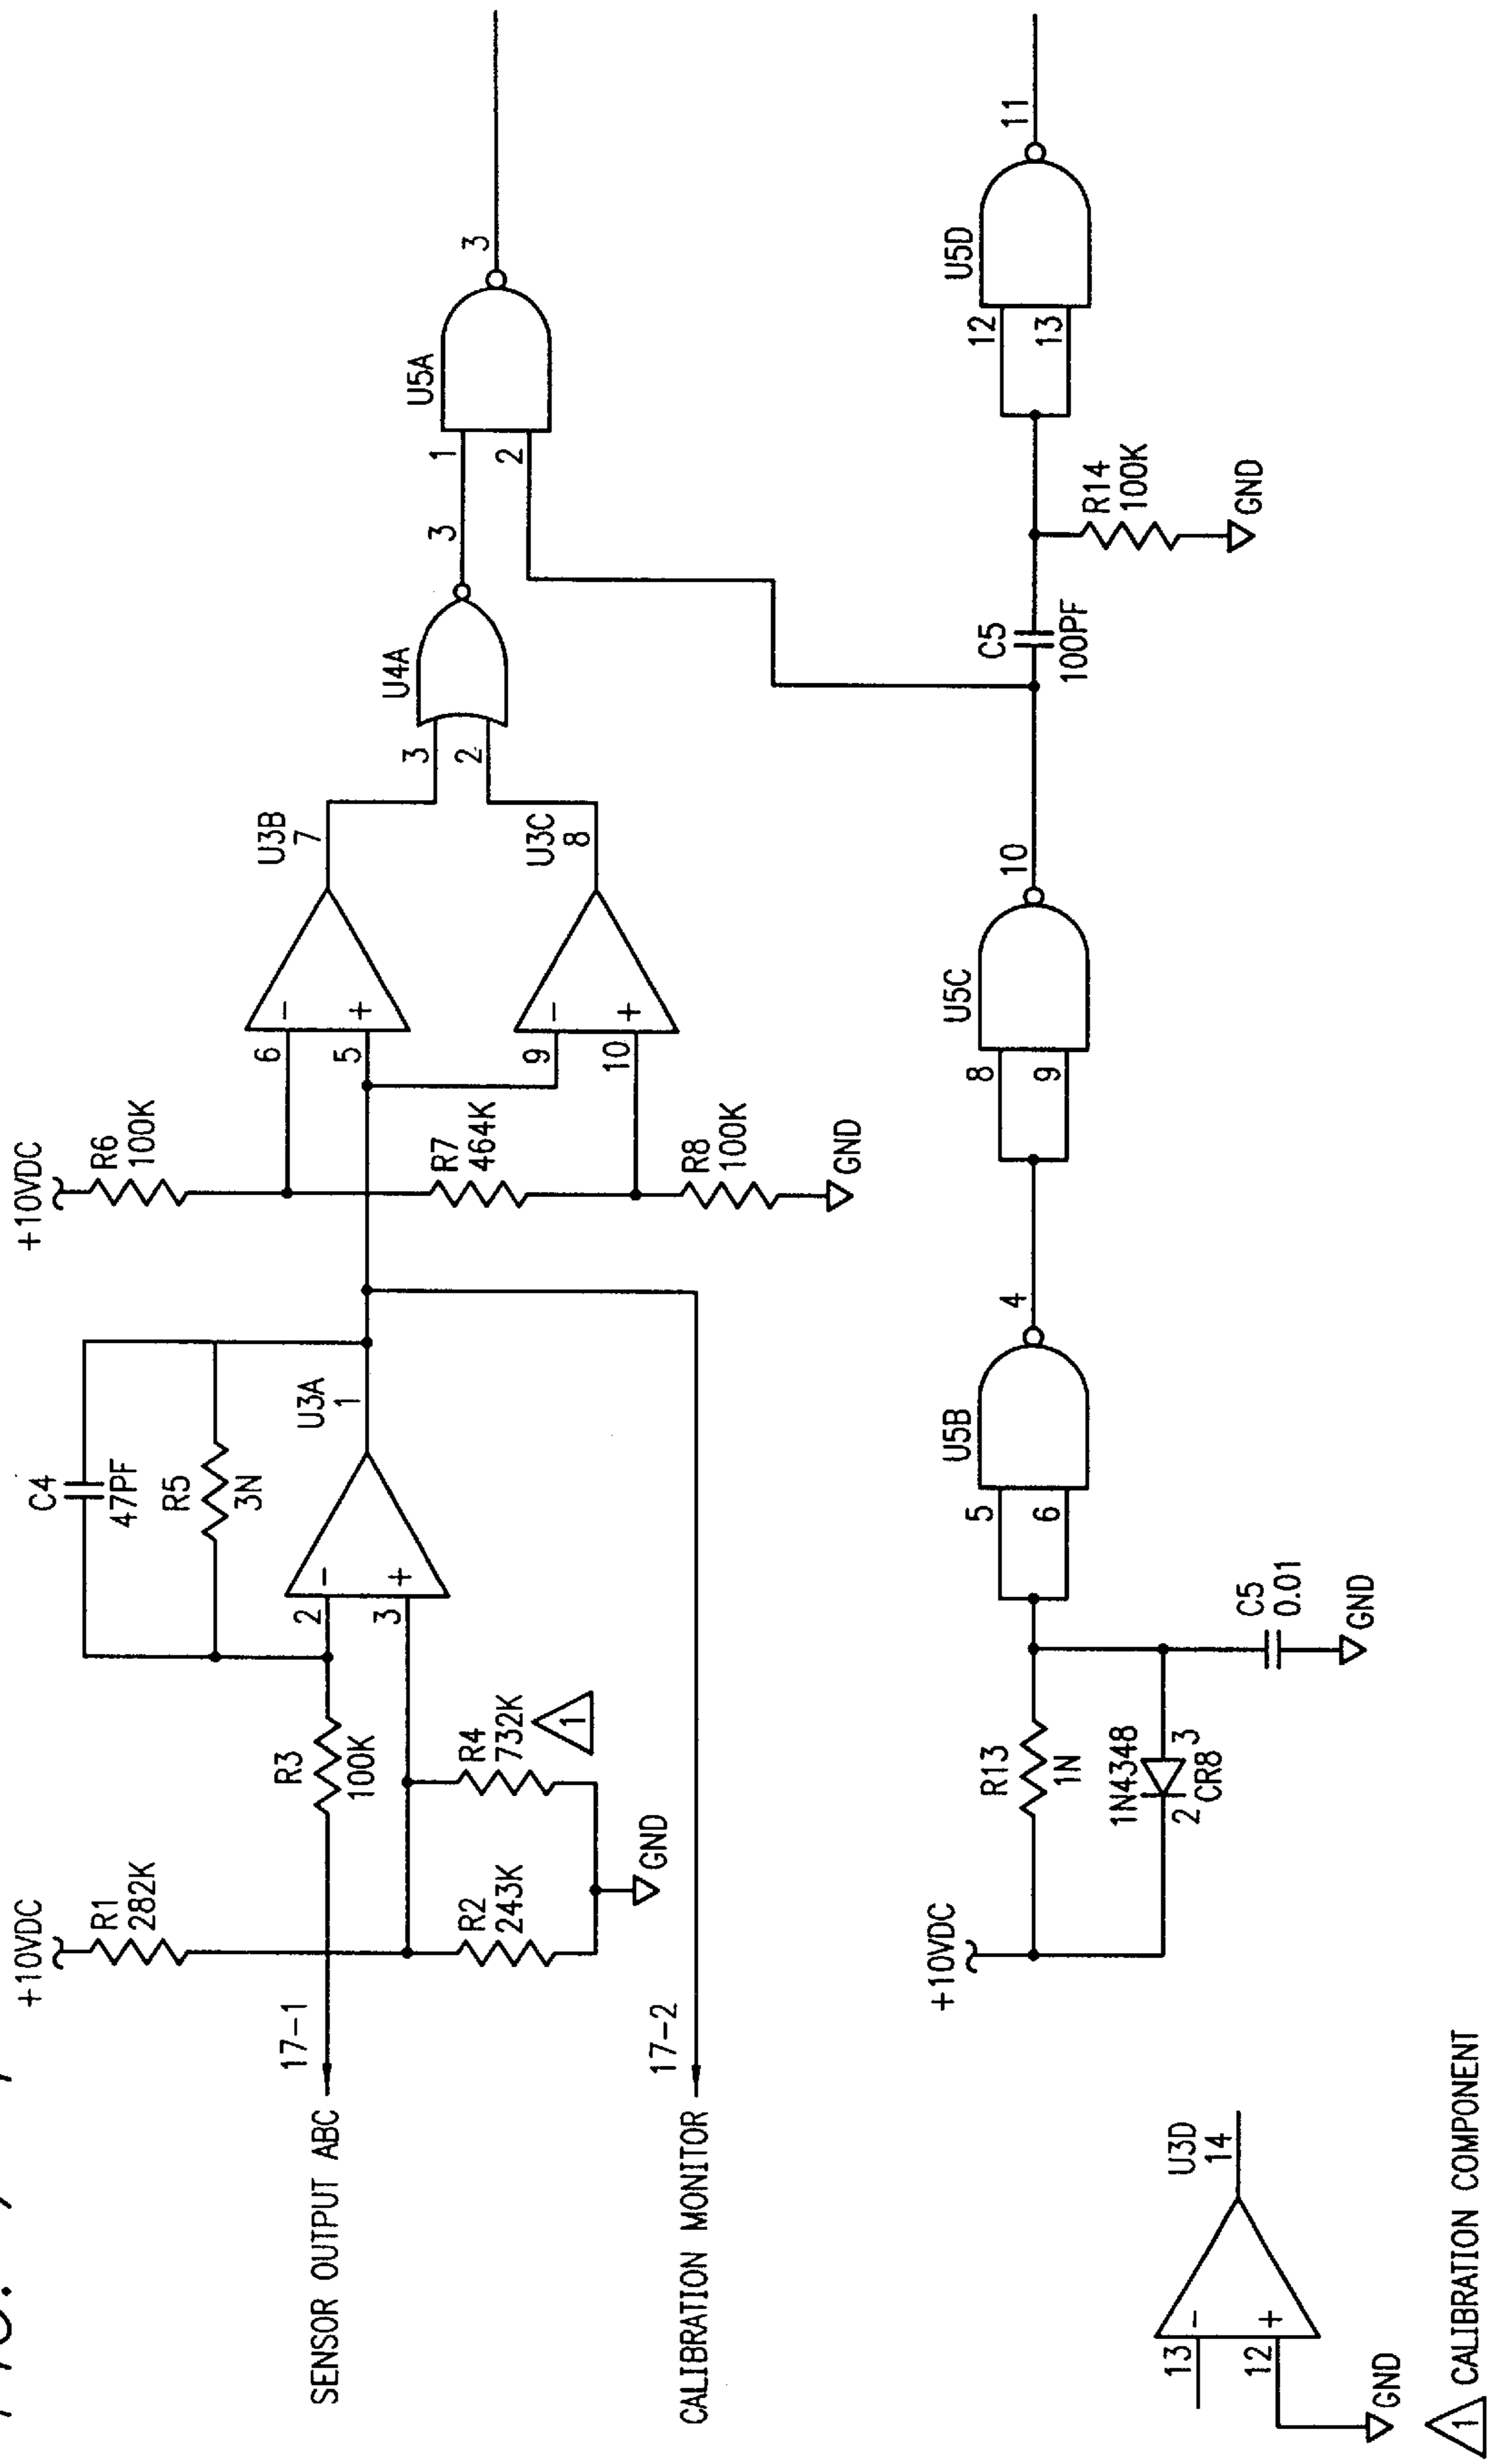 +10VDC
R1
282K
17-1
SENSOR OUTPUT ABC
R3
100K
R2
243K
R4
732K
1
GND
C4
47PF
R5
3N
2
3
-
+
U3A
1
17-2
CALIBRATION MONITOR
+10VDC
R6
100K
R7
464K
R8
100K
GND
6
5
-
+
U3B
7
9
10
-
+
U3C
8
3
2
U4A
3
1
2
U5A
3
+10VDC
R13
1N
1N4348
2
3
CR8
C5
0.01
GND
5
6
U5B
4
8
9
U5C
10
C5
100PF
R14
100K
GND
12
13
U5D
11
13
12
-
+
U3D
14
GND
1 CALIBRATION COMPONENT